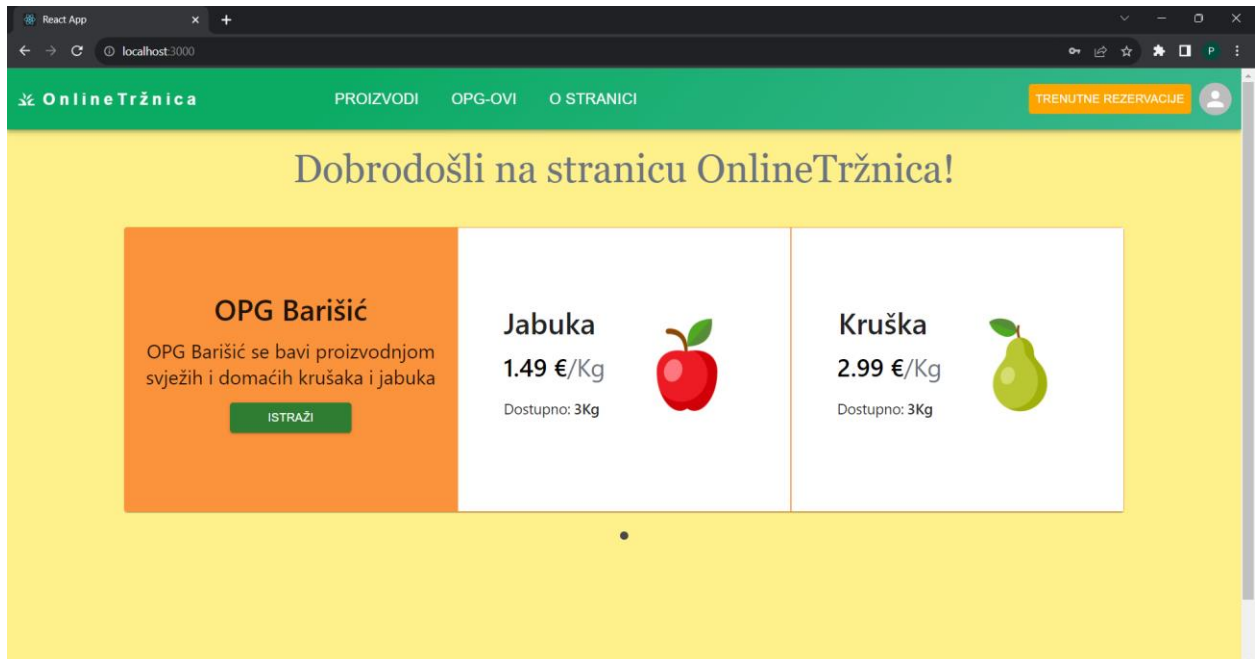 React App
localhost:3000
P
OnlineTržnica
PROIZVODI
OPG-OVI
O STRANICI
TRENUTNE REZERVACIJE
Dobrodošli na stranicu OnlineTržnica!
OPG Barišić
OPG Barišić se bavi proizvodnjom
svježih i domaćih krušaka i jabuka
ISTRAŽI
Jabuka
1.49 €/Kg
Dostupno: 3Kg
Kruška
2.99 €/Kg
Dostupno: 3Kg